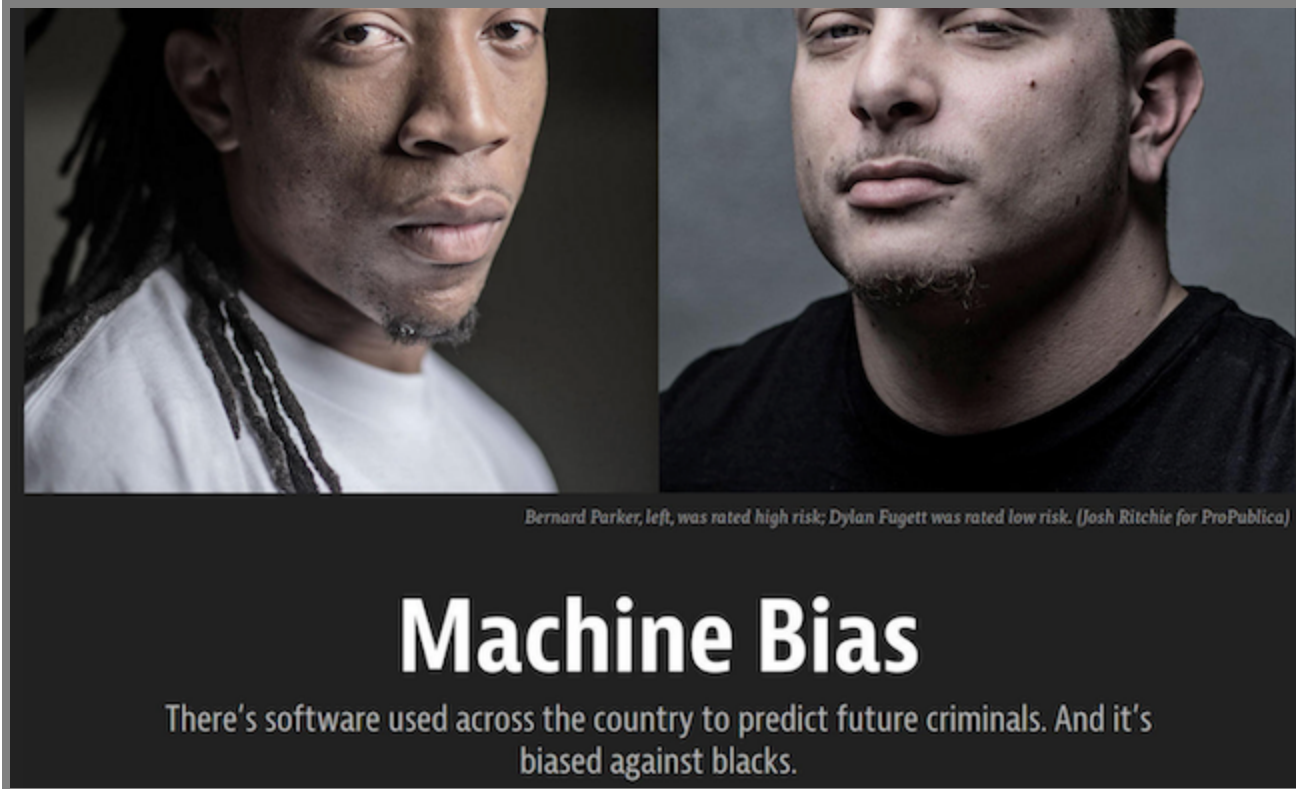 Bernard Parker, left, was rated high risk; Dylan Fugett was rated low risk. (Josh Ritchie for ProPublica)
Machine Bias
There’s software used across the country to predict future criminals. And it’s
biased against blacks.